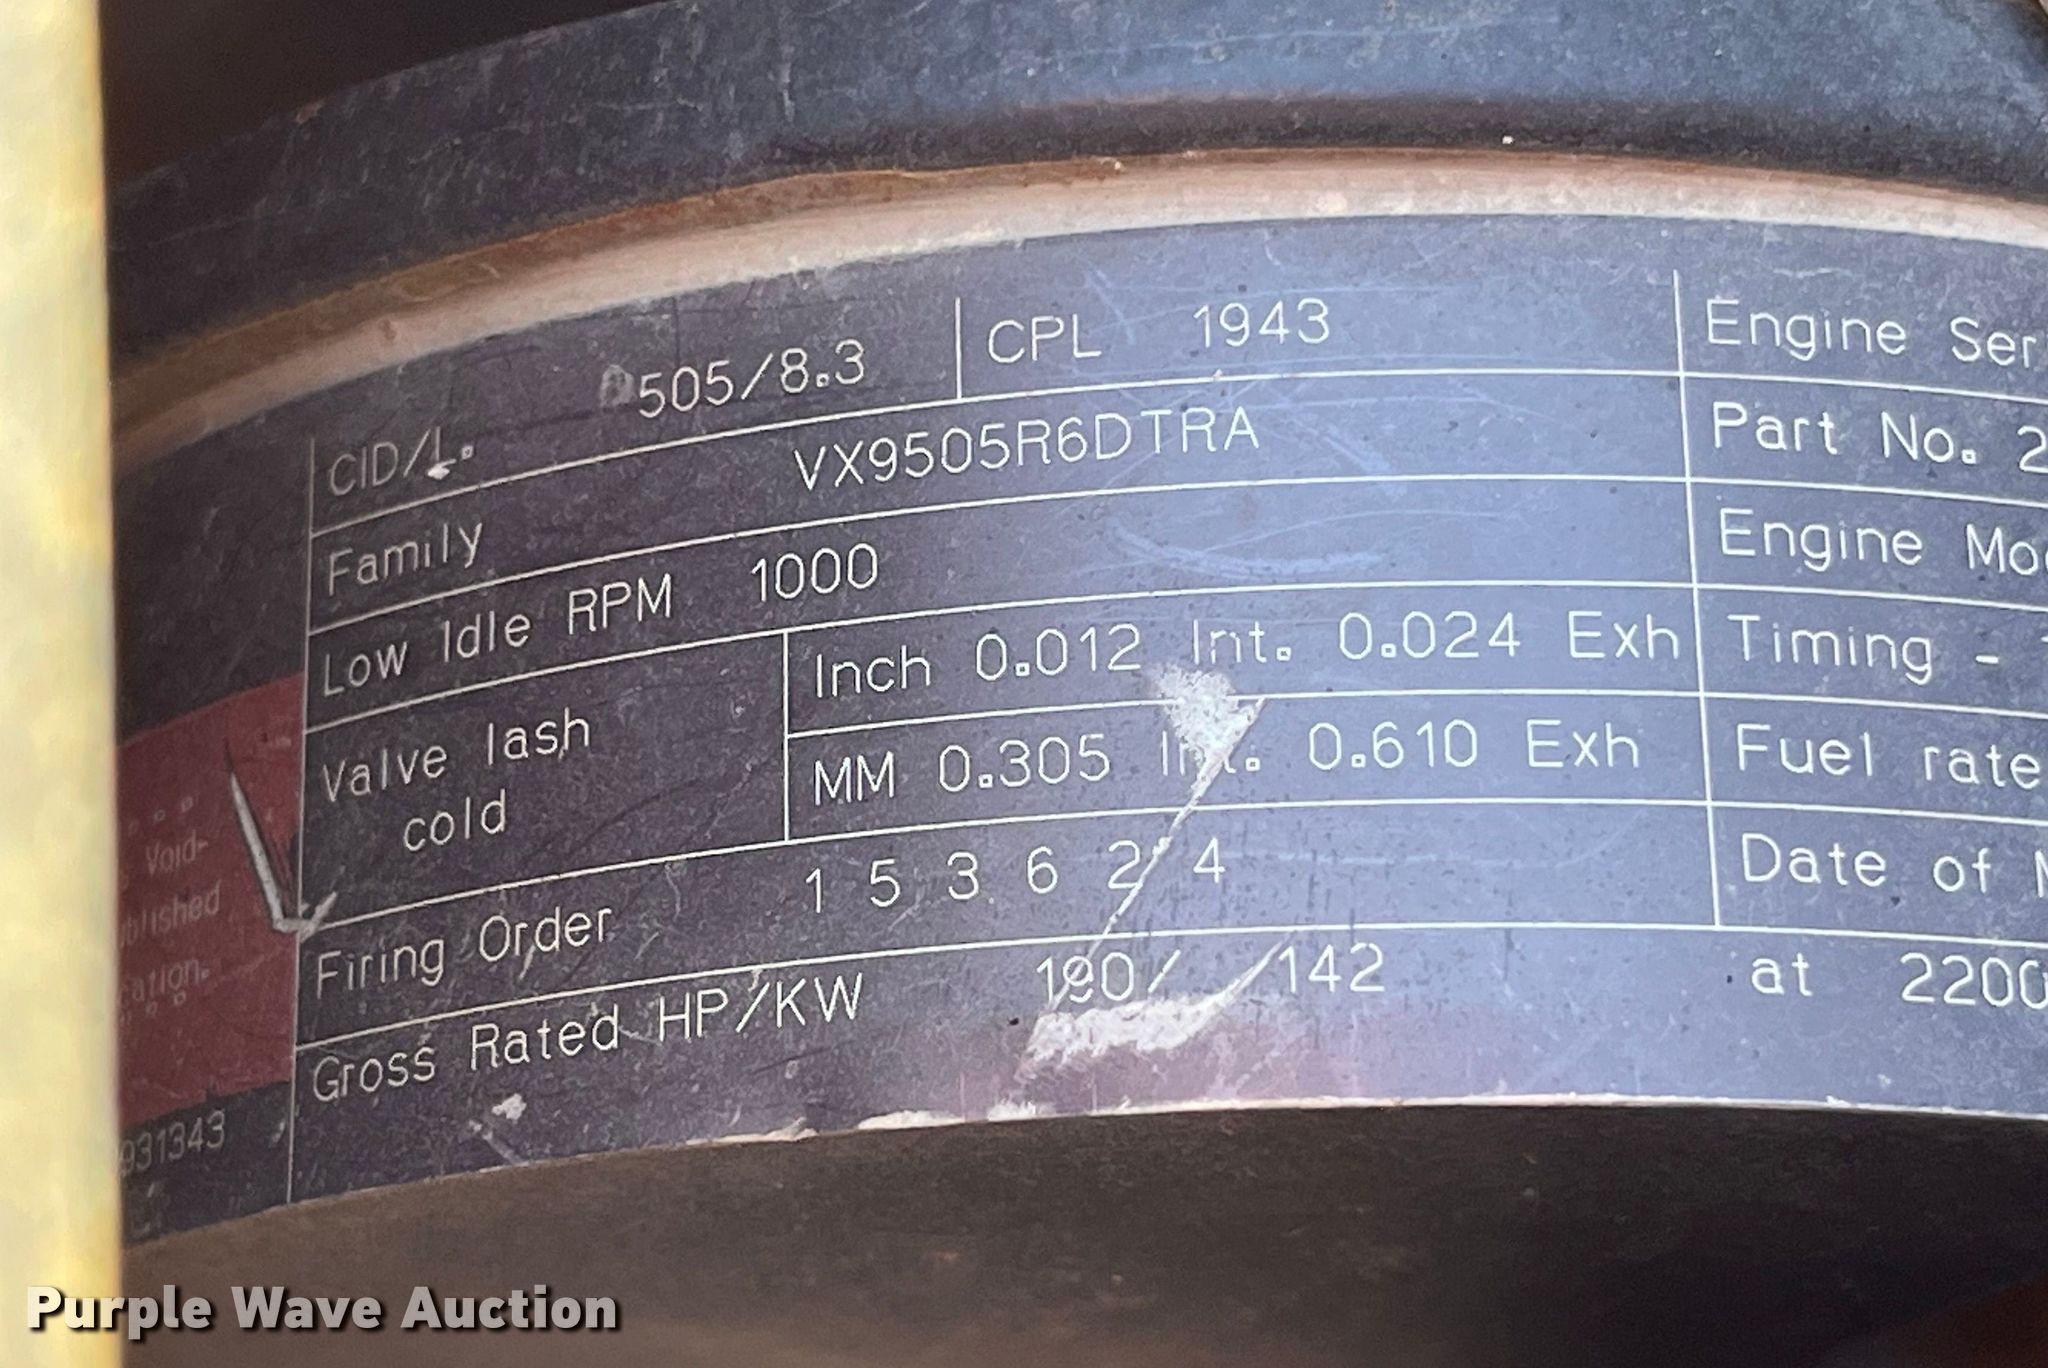 CID/L. 505/8.3 CPL 1943 Engine Ser
Family VX9505R6DTRA Part No. 2
Low Idle RPM 1000 Engine Mo
Valve lash cold Inch 0.012 Int. 0.024 Exh Timing -
MM 0.305 Int. 0.610 Exh Fuel rate
Firing Order 1 5 3 6 2 4 Date of M
Gross Rated HP/KW 190/ 142 at 2200
Void-
blished
cation.
931343
Purple Wave Auction